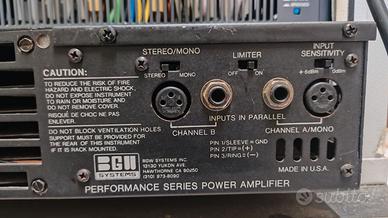 STEREO/MONO
LIMITER
INPUT
SENSITIVITY
STEREO
MONO
OFF
ON
+6dBm
0dBm
CAUTION:
TO REDUCE THE RISK OF FIRE
HAZARD AND ELECTRIC SHOCK,
DO NOT EXPOSE INSTRUMENT
TO RAIN OR MOISTURE AND
DO NOT REMOVE COVER.
RISQUÉ DE CHOC NE PAS
ENLEVER.
DO NOT BLOCK VENTILATION HOLES
SUPPORT MUST BE PROVIDED FOR
THE REAR OF THIS INSTRUMENT
IF IT IS RACK MOUNTED.
INPUTS IN PARALLEL
CHANNEL B
CHANNEL A/MONO
PIN 1/SLEEVE=GND
PIN 2/TIP=(+)
PIN 3/RING=(-)
BGW
SYSTEMS
BGW SYSTEMS INC.
13130 YUKON AVE.
HAWTHORNE CA 90250
(310) 973-8090
MADE IN U.S.A.
PERFORMANCE SERIES POWER AMPLIFIER
subito